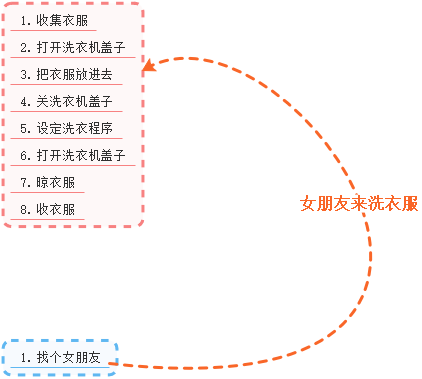 1. 收集衣服
2. 打开洗衣机盖子
3. 把衣服放进去
4. 关洗衣机盖子
5. 设定洗衣程序
6. 打开洗衣机盖子
7. 晾衣服
8. 收衣服
女朋友来洗衣服
1. 找个女朋友